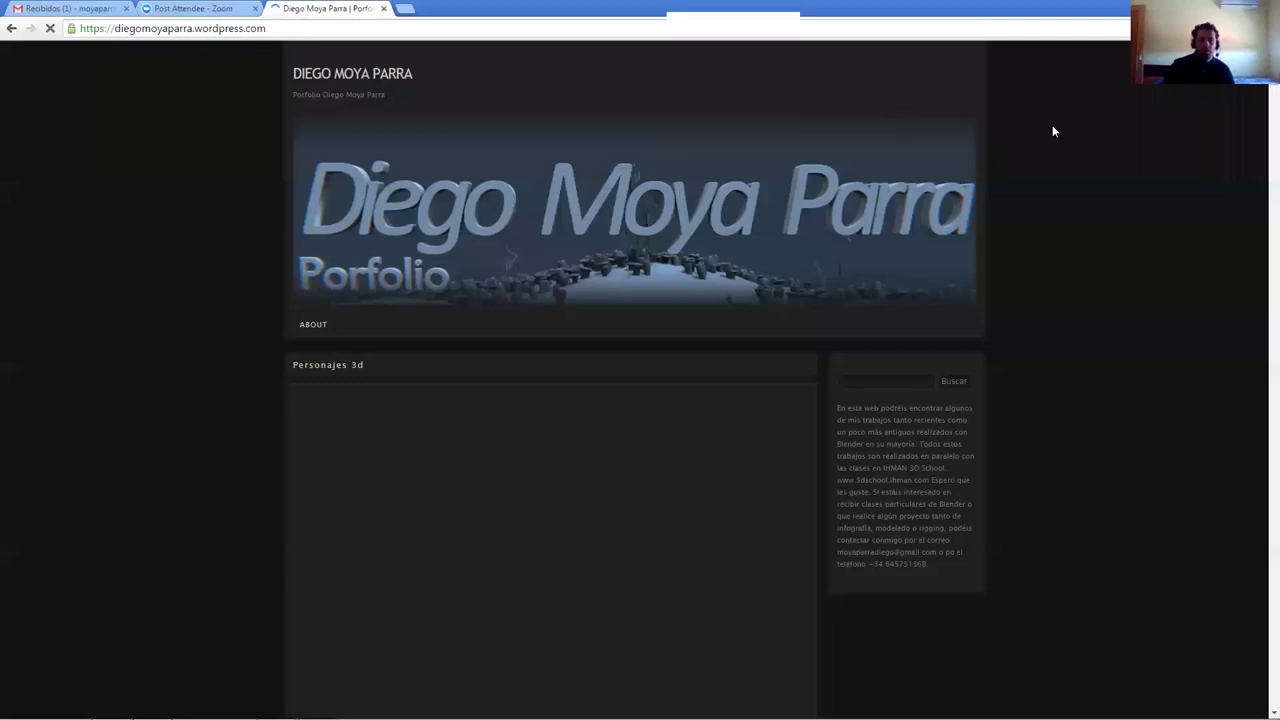 Recibidos (1) - moyaparr
Post Attendee - Zoom
Diego Moya Parra | Porfo
https://diegomoyaparra.wordpress.com
DIEGO MOYA PARRA
Porfolio Diego Moya Parra
Diego Moya Parra
Porfolio
ABOUT
Personajes 3d
Buscar
En esta web podréis encontrar algunos
de mis trabajos tanto recientes como
un poco más antiguos realizados con
Blender en su mayoría. Todos estos
trabajos son realizados en paralelo con
las clases en IHMAN 3D School.
www.3dschool.ihman.com Espero que
les guste. Si estáis interesado en
recibir clases particulares de Blender o
que realice algún proyecto tanto de
infografía, modelado o rigging, podéis
contactar conmigo por el correo
moyaparradiego@gmail.com o po el
teléfono +34 645751368.